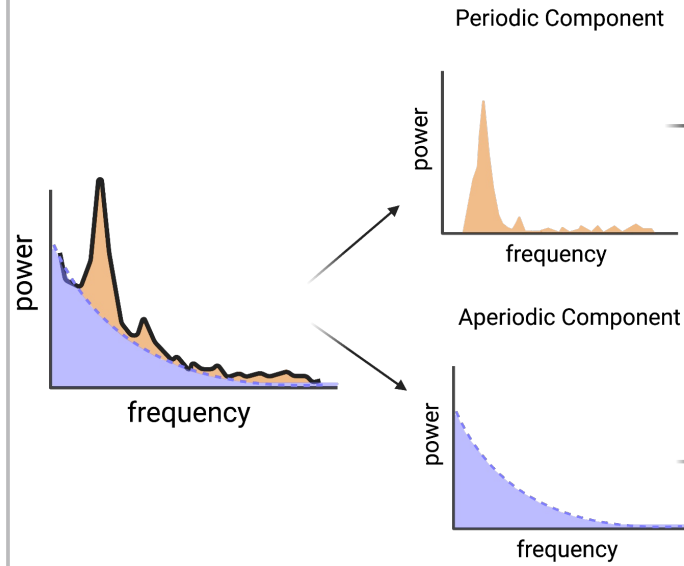 Periodic Component
power
frequency
power
frequency
Aperiodic Component
power
frequency